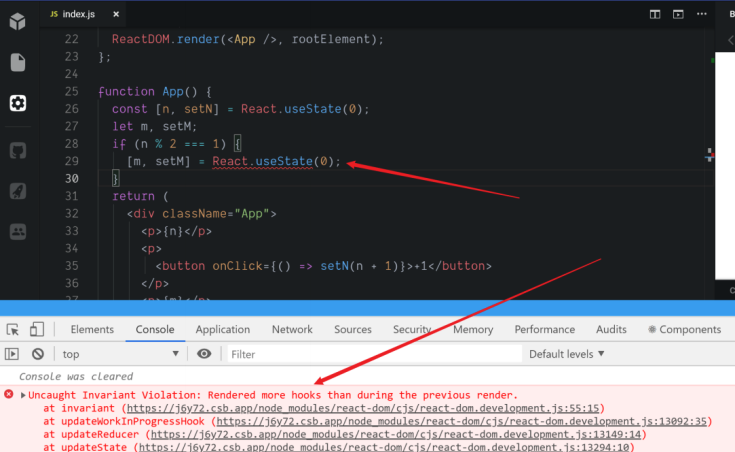 JS index.js ×
22 ReactDOM.render(<App />, rootElement);
23 };
24
25 function App() {
26 const [n, setN] = React.useState(0);
27 let m, setM;
28 if (n % 2 === 1) {
29 [m, setM] = React.useState(0);
30 }
31 return (
32 <div className="App">
33 <p>{n}</p>
34 <p>
35 <button onClick={() => setN(n + 1)}>+1</button>
36 </p>
37 <p>{m}</p>
Elements Console Application Network Sources Security Memory Performance Audits Components
top Filter Default levels ▼
Console was cleared
Uncaught Invariant Violation: Rendered more hooks than during the previous render.
at invariant (https://j6y72.csb.app/node_modules/react-dom/cjs/react-dom.development.js:55:15)
at updateWorkInProgressHook (https://j6y72.csb.app/node_modules/react-dom/cjs/react-dom.development.js:13092:35)
at updateReducer (https://j6y72.csb.app/node_modules/react-dom/cjs/react-dom.development.js:13149:14)
at updateState (https://j6y72.csb.app/node_modules/react-dom/cjs/react-dom.development.js:13294:10)